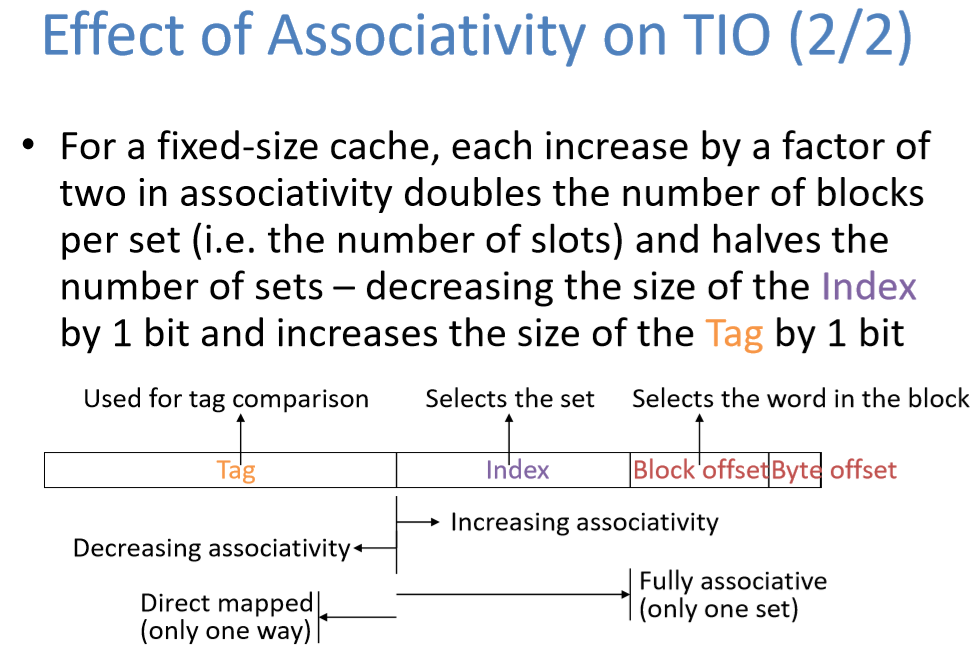 Effect of Associativity on TIO (2/2)
• For a fixed-size cache, each increase by a factor of
two in associativity doubles the number of blocks
per set (i.e. the number of slots) and halves the
number of sets – decreasing the size of the Index
by 1 bit and increases the size of the Tag by 1 bit
Used for tag comparison Selects the set Selects the word in the block
Tag Index Block offset Byte offset
Increasing associativity
Decreasing associativity
Fully associative
(only one set)
Direct mapped
(only one way)